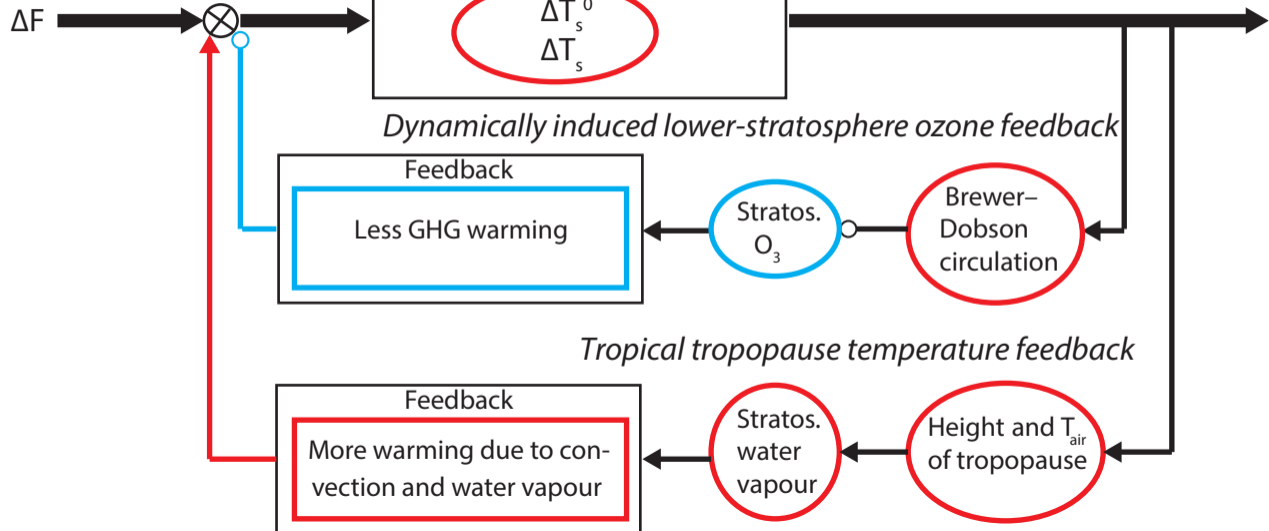 ΔF
ΔTₛ⁰
ΔTₛ
Dynamically induced lower-stratosphere ozone feedback
Feedback
Less GHG warming
Stratos.
O₃
Brewer–
Dobson
circulation
Tropical tropopause temperature feedback
Feedback
More warming due to con-
vection and water vapour
Stratos.
water
vapour
Height and T_air
of tropopause